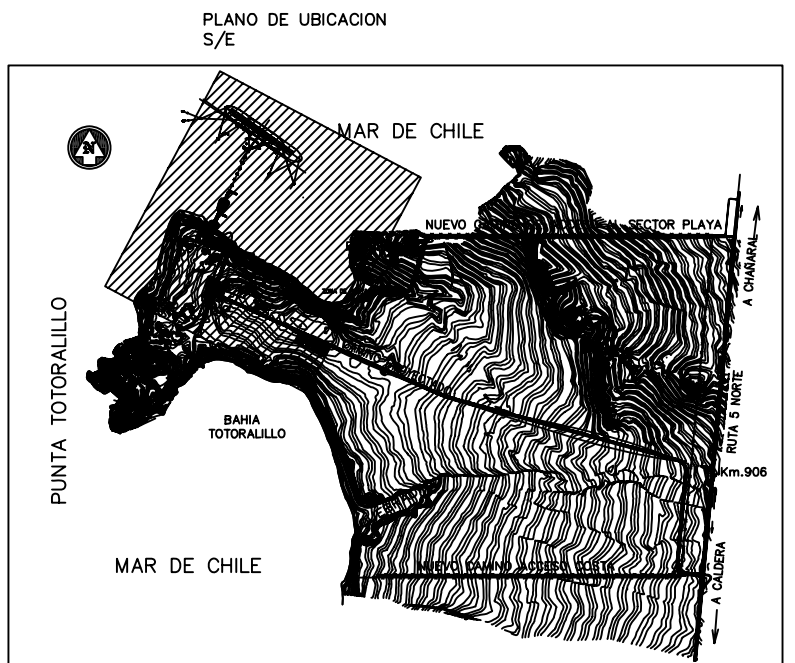 PLANO DE UBICACION
S/E
N
MAR DE CHILE
NUEVO SECTOR PLAYA
A CHAÑARAL
PUNTA TOTORALILLO
BAHIA
TOTORALILLO
RUTA 5 NORTE
Km.906
MAR DE CHILE
NUEVO CAMINO ACCESO COSTA
A CALDERA